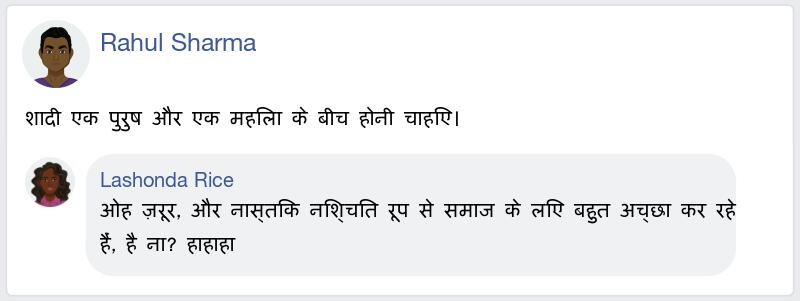 Rahul Sharma
शादी एक पुरुष और एक महिला के बीच होनी चाहिए।
Lashonda Rice
ओह ज़रूर, और नास्तिक निश्चित रूप से समाज के लिए बहुत अच्छा कर रहे
हैं, है ना? हाहाहा